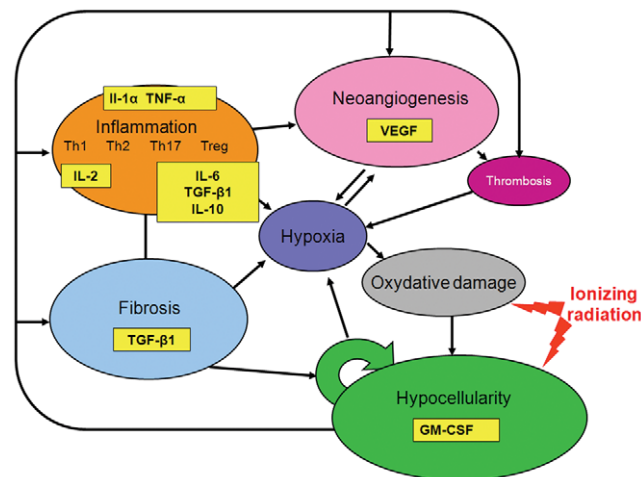 Il-1α TNF-α
Inflammation
Th1 Th2 Th17 Treg
IL-2
IL-6
TGF-β1
IL-10
Neoangiogenesis
VEGF
Thrombosis
Hypoxia
Oxydative damage
Ionizing
radiation
Fibrosis
TGF-β1
Hypocellularity
GM-CSF